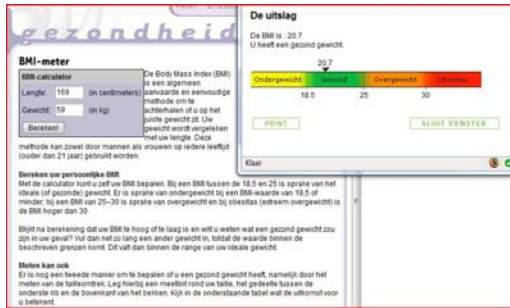 gezondheid
BMI-meter
BMI-calculator
Lengte: 169 (in centimeters)
Gewicht: 59 (in kg)
Bereken!
De Body Mass Index (BMI)
is een algemeen
aanvaarde en eenvoudige
methode om te
achterhalen of u op het
juiste gewicht zit. Uw
gewicht wordt vergeleken
met uw lengte. Deze
methode kan zowel door mannen als vrouwen op iedere leeftijd
(ouder dan 21 jaar) gebruikt worden.
Bereken uw persoonlijke BMI
Met de calculator kunt u zelf uw BMI bepalen. Bij een BMI tussen de 18,5 en 25 is sprake van het
ideale (of gezonde) gewicht. Er is sprake van ondergewicht bij een BMI-waarde van 18,5 of
minder; bij een BMI van 25-30 is sprake van overgewicht en bij obesitas (extreem overgewicht) is
de BMI hoger dan 30.
Blijkt na berekening dat uw BMI te hoog of te laag is en wilt u weten wat een gezond gewicht zou
zijn in uw geval? Vul dan net zo lang een ander gewicht in, totdat de waarde binnen de
beschreven grenzen komt. Dit valt dan binnen de range van uw ideale gewicht.
Meten kan ook
Er is nog een tweede manier om te bepalen of u een gezond gewicht heeft, namelijk door het
meten van de tailleomtrek. Leg hierbij een meetlint rond uw taille, het gedeelte tussen de
onderste rib en de bovenkant van het bekken. Kijk in de onderstaande tabel wat de uitkomst voor
u betekent.
De uitslag
De BMI is : 20.7
U heeft een gezond gewicht.
20.7
Ondergewicht Gezond Overgewicht Obesitas
18.5 25 30
PRINT SLUIT VENSTER
Klaar